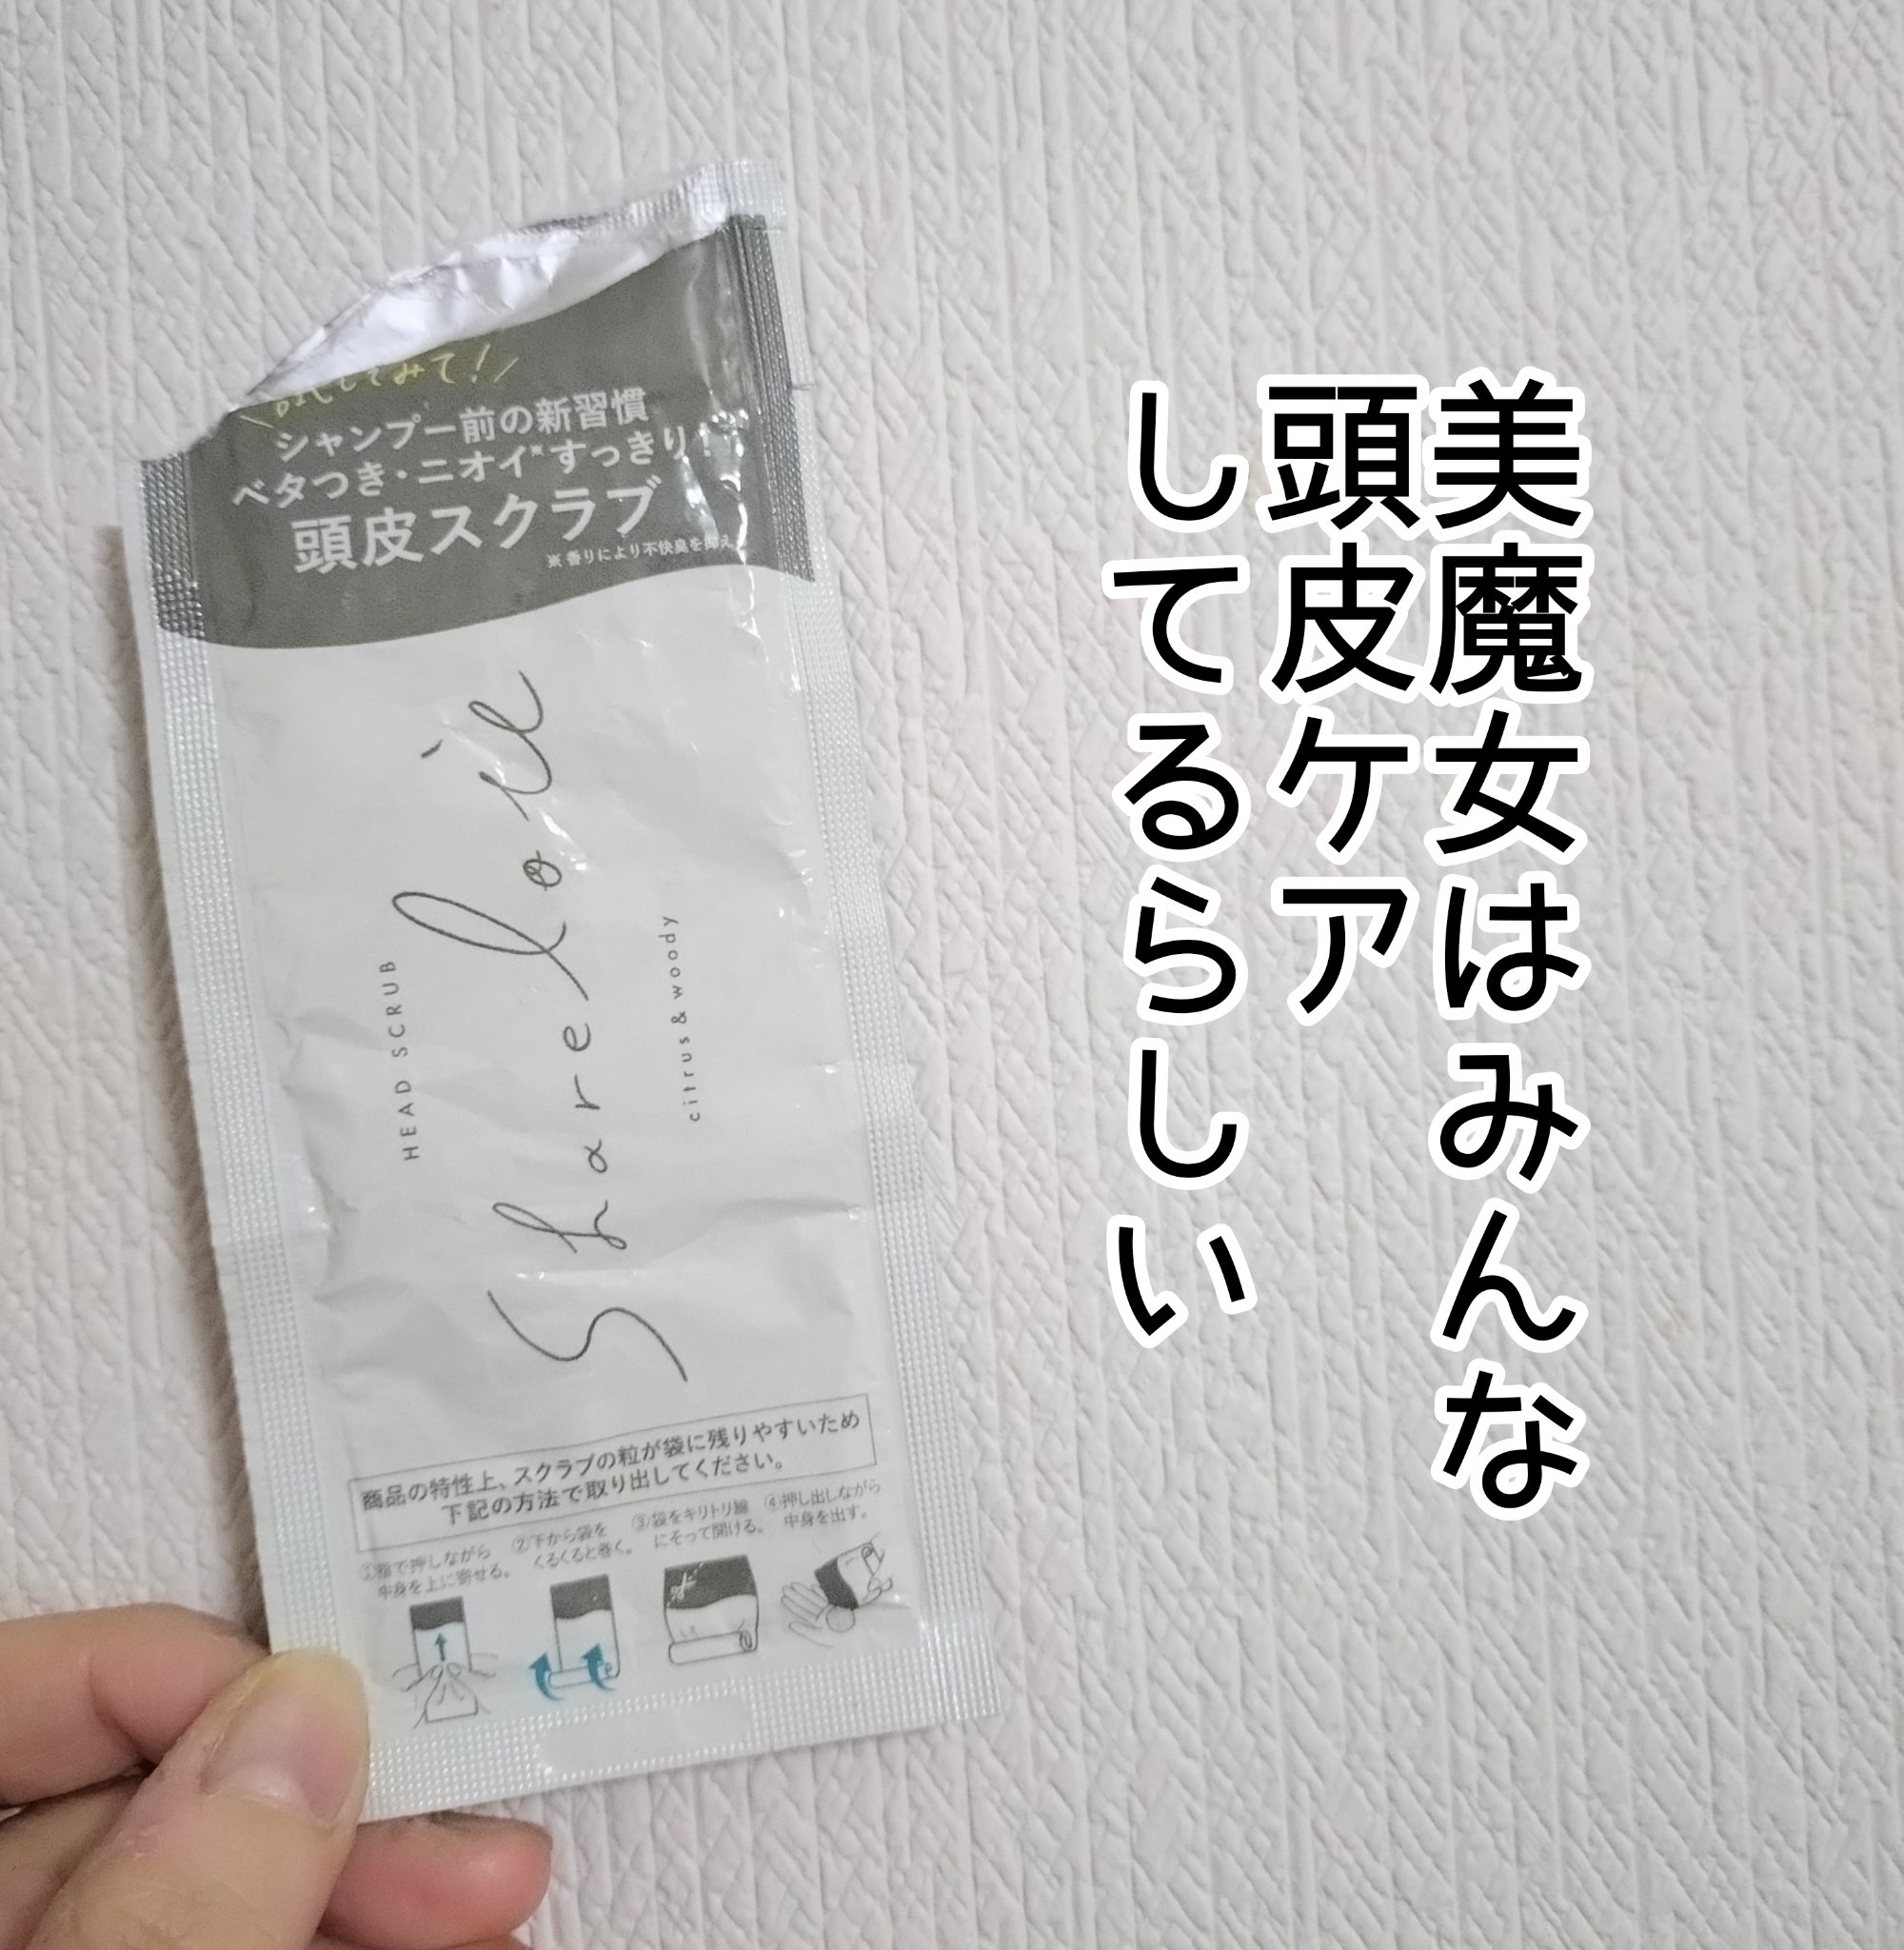 美魔女はみんな
頭皮ケア
してるらしい
試してみて！
シャンプー前の新習慣
ベタつき・ニオイ※すっきり！
頭皮スクラブ
※香りにより不快臭を抑え
HEAD SCRUB
Sharelois
citrus & woody
商品の特性上、スクラブの粒が袋に残りやすいため
下記の方法で取り出してください。
①指で押しながら
中身を上に寄せる。
②下から袋を
くるくると巻く。
③袋をキリトリ線
にそって開ける。
④押し出しながら
中身を出す。